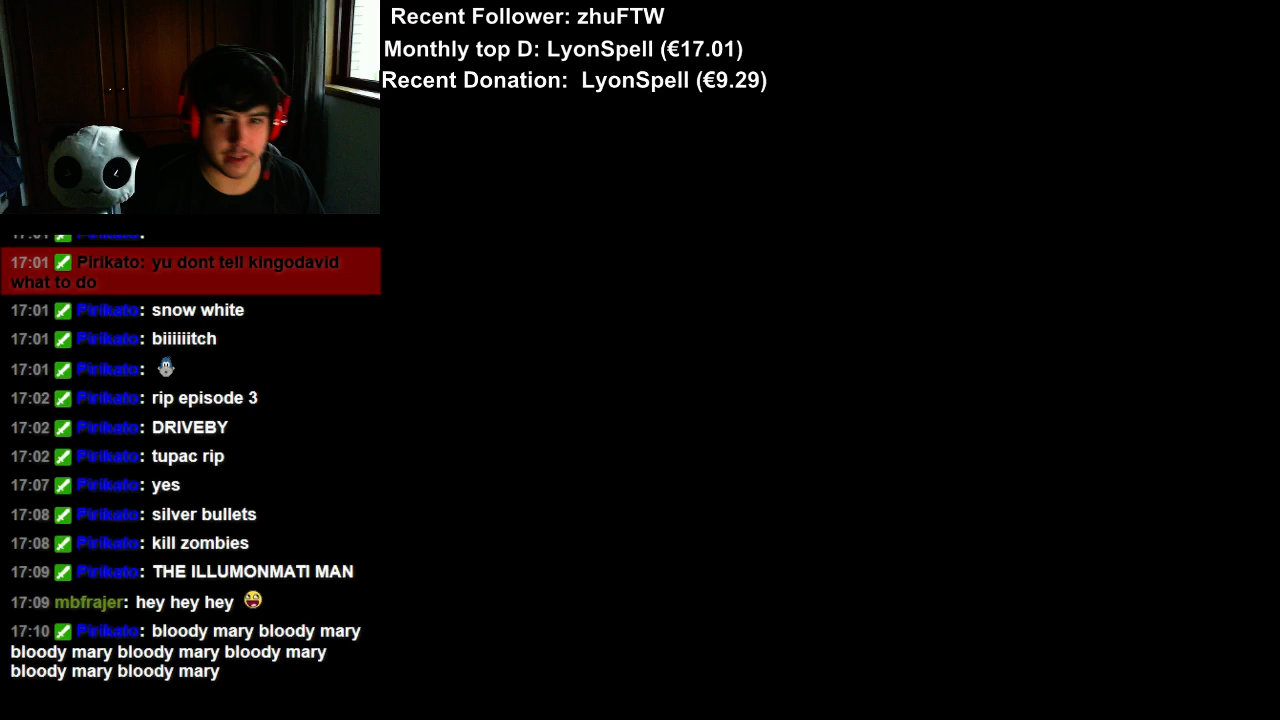 Recent Follower: zhuFTW
Monthly top D: LyonSpell (€17.01)
Recent Donation: LyonSpell (€9.29)
17:01 Pirikato:
17:01 Pirikato: yu dont tell kingodavid
what to do
17:01 Pirikato: snow white
17:01 Pirikato: biiiiiitch
17:01 Pirikato:
17:02 Pirikato: rip episode 3
17:02 Pirikato: DRIVEBY
17:02 Pirikato: tupac rip
17:07 Pirikato: yes
17:08 Pirikato: silver bullets
17:08 Pirikato: kill zombies
17:09 Pirikato: THE ILLUMONMATI MAN
17:09 mbfrajer: hey hey hey
17:10 Pirikato: bloody mary bloody mary
bloody mary bloody mary bloody mary
bloody mary bloody mary